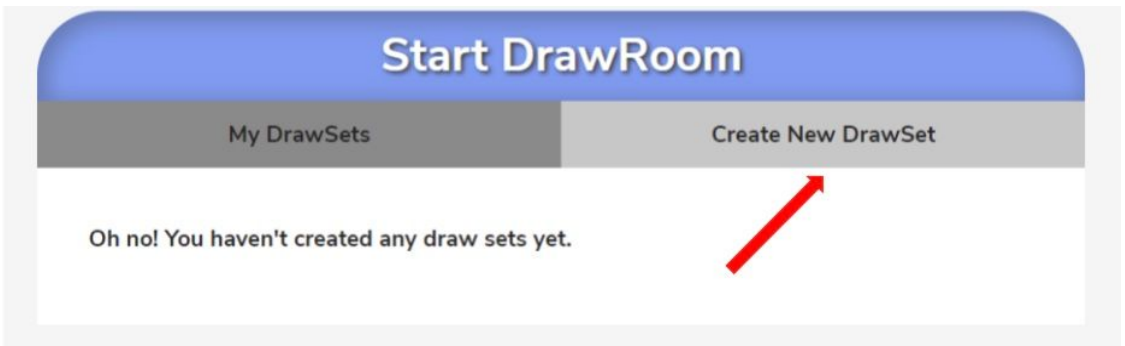 Start DrawRoom
My DrawSets
Create New DrawSet
Oh no! You haven't created any draw sets yet.